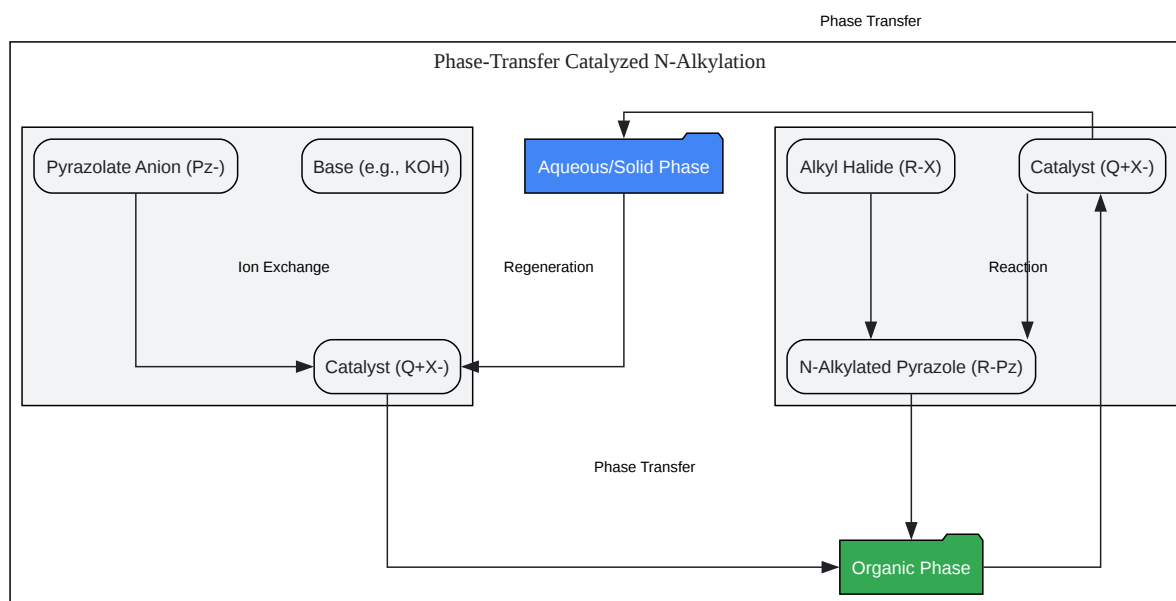 Phase Transfer
Phase-Transfer Catalyzed N-Alkylation
Pyrazolate Anion (Pz-)
Base (e.g., KOH)
Aqueous/Solid Phase
Alkyl Halide (R-X)
Catalyst (Q+X-)
Ion Exchange
Regeneration
Reaction
Catalyst (Q+X-)
N-Alkylated Pyrazole (R-Pz)
Phase Transfer
Organic Phase